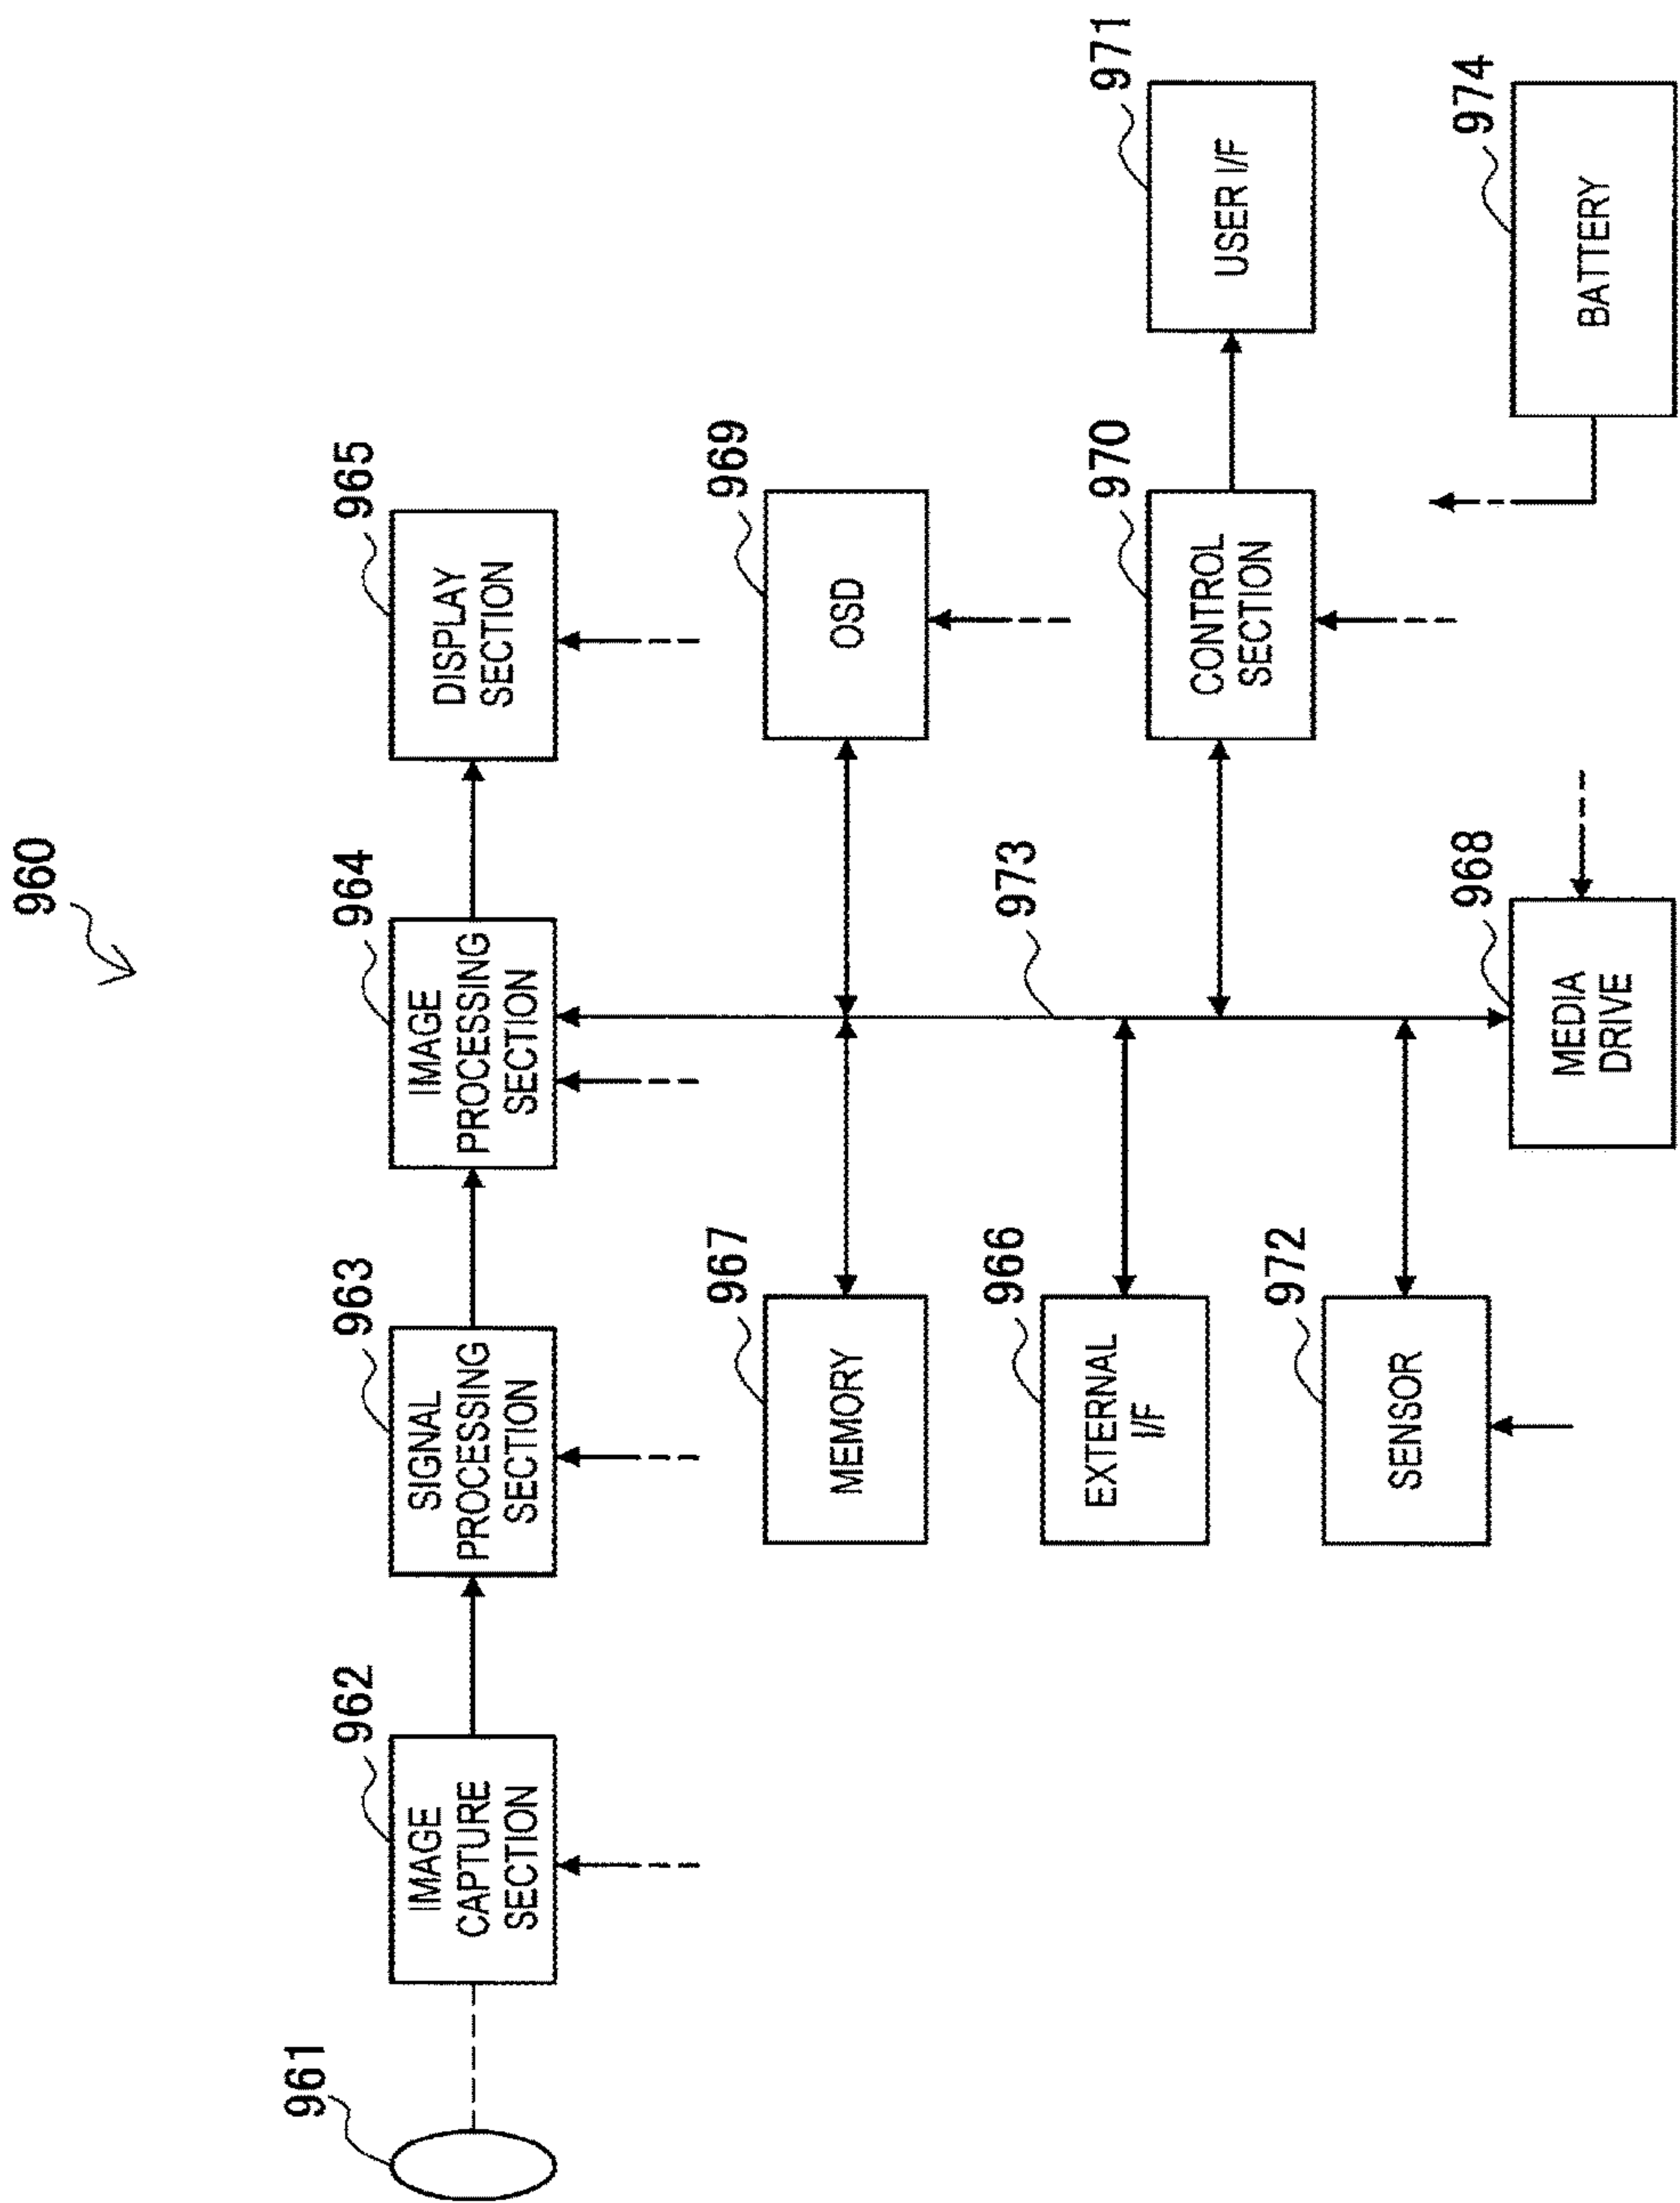 960
961
962
IMAGE
CAPTURE
SECTION
963
SIGNAL
PROCESSING
SECTION
964
IMAGE
PROCESSING
SECTION
965
DISPLAY
SECTION
967
MEMORY
969
OSD
966
EXTERNAL
I/F
973
972
SENSOR
970
CONTROL
SECTION
971
USER I/F
968
MEDIA
DRIVE
974
BATTERY